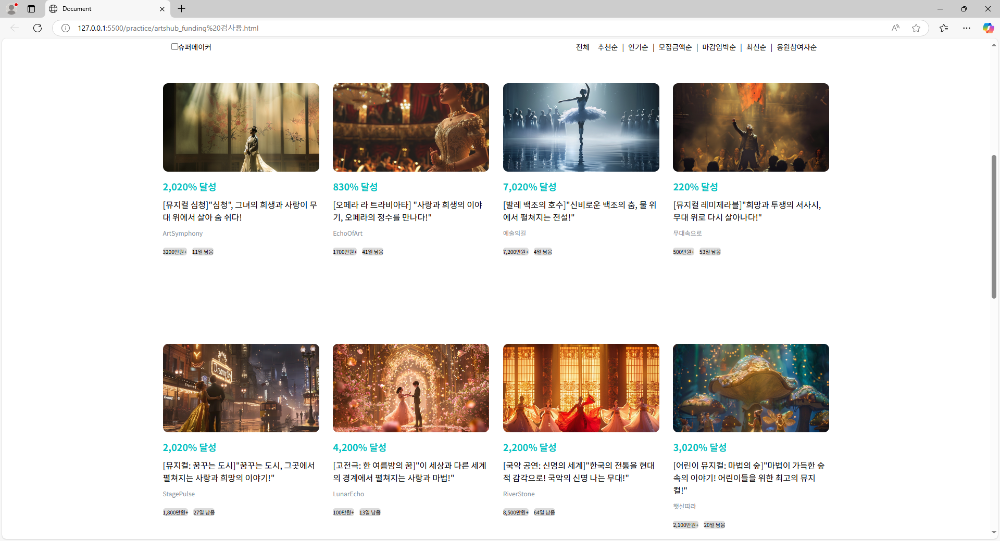 Document
127.0.0.1:5500/practice/artshub_funding%20검사용.html
슈퍼메이커
전체 추천순 | 인기순 | 모집금액순 | 마감임박순 | 최신순 | 응원참여자순
2,020% 달성
[뮤지컬 심청]"심청", 그녀의 희생과 사랑이 무
대 위에서 살아 숨 쉬다!
ArtSymphony
3200만원+ 11일 남음
830% 달성
[오페라 라 트라비아타] "사랑과 희생의 이야
기, 오페라의 정수를 만나다!"
EchoOfArt
1700만원+ 41일 남음
7,020% 달성
[발레 백조의 호수]"신비로운 백조의 춤, 물 위
에서 펼쳐지는 전설!"
예술의길
7,200만원+ 4일 남음
220% 달성
[뮤지컬 레미제라블]"희망과 투쟁의 서사시,
무대 위로 다시 살아나다!"
무대속으로
500만원+ 53일 남음
Dreamy City
2,020% 달성
[뮤지컬: 꿈꾸는 도시]"꿈꾸는 도시, 그곳에서
펼쳐지는 사랑과 희망의 이야기!"
StagePulse
1,800만원+ 27일 남음
4,200% 달성
[고전극: 한 여름밤의 꿈]"이 세상과 다른 세계
의 경계에서 펼쳐지는 사랑과 마법!"
LunarEcho
100만원+ 13일 남음
2,200% 달성
[국악 공연: 신명의 세계]"한국의 전통을 현대
적 감각으로! 국악의 신명 나는 무대!"
RiverStone
8,500만원+ 64일 남음
3,020% 달성
[어린이 뮤지컬: 마법의 숲]"마법이 가득한 숲
속의 이야기! 어린이들을 위한 최고의 뮤지
컬!"
햇살따라
2,100만원+ 20일 남음